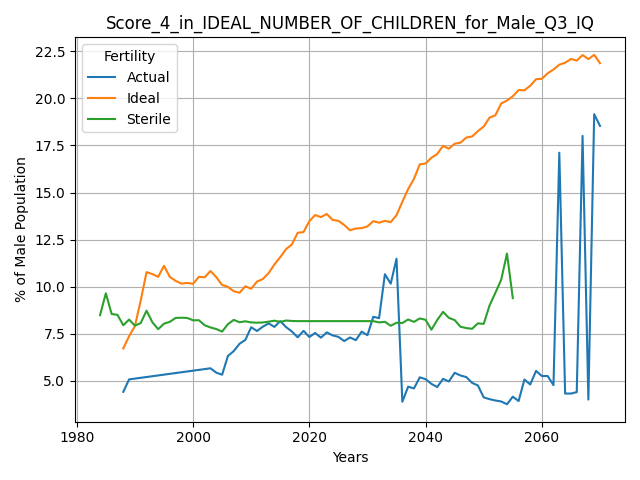 Score_4_in_IDEAL_NUMBER_OF_CHILDREN_for_Male_Q3_IQ
Fertility
Actual
Ideal
Sterile
% of Male Population
22.5
20.0
17.5
15.0
12.5
10.0
7.5
5.0
1980
2000
2020
2040
2060
Years